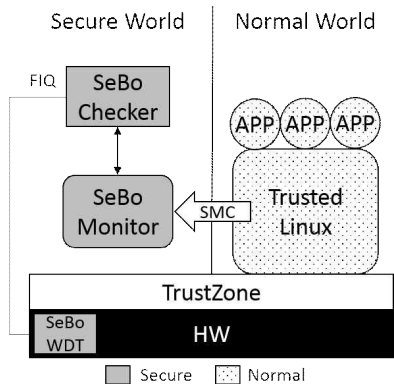 Secure World
Normal World
FIQ
SeBo
Checker
APP
APP
APP
SeBo
Monitor
SMC
Trusted
Linux
TrustZone
SeBo
WDT
HW
Secure
Normal